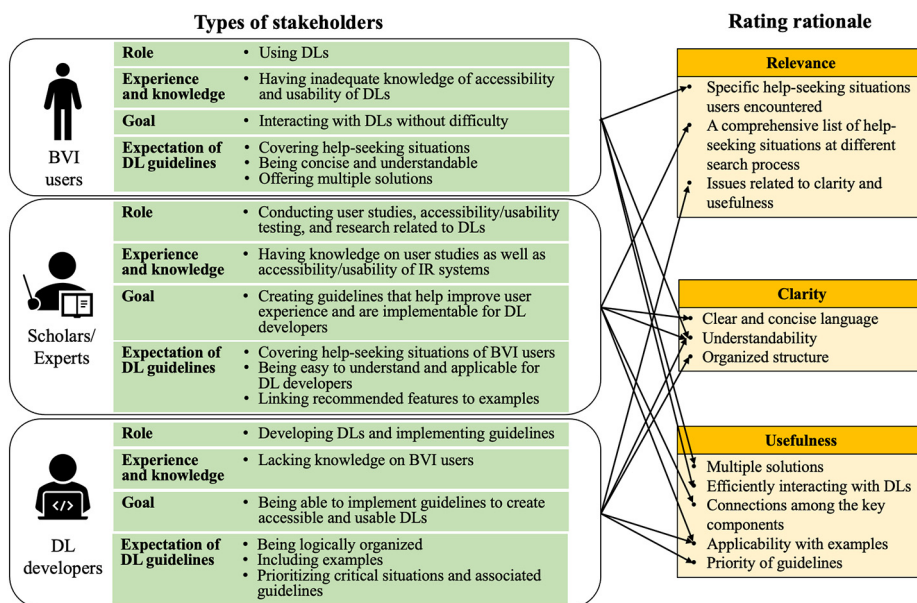 Types of stakeholders
Rating rationale
BVI
users
Role
• Using DLs
Experience
and knowledge
• Having inadequate knowledge of accessibility
and usability of DLs
Goal
• Interacting with DLs without difficulty
Expectation of
DL guidelines
• Covering help-seeking situations
• Being concise and understandable
• Offering multiple solutions
Scholars/
Experts
Role
• Conducting user studies, accessibility/usability
testing, and research related to DLs
Experience
and knowledge
• Having knowledge on user studies as well as
accessibility/usability of IR systems
Goal
• Creating guidelines that help improve user
experience and are implementable for DL
developers
Expectation of
DL guidelines
• Covering help-seeking situations of BVI users
• Being easy to understand and applicable for
DL developers
• Linking recommended features to examples
DL
developers
Role
• Developing DLs and implementing guidelines
Experience
and knowledge
• Lacking knowledge on BVI users
Goal
• Being able to implement guidelines to create
accessible and usable DLs
Expectation of
DL guidelines
• Being logically organized
• Including examples
• Prioritizing critical situations and associated
guidelines
Relevance
• Specific help-seeking situations
users encountered
• A comprehensive list of help-
seeking situations at different
search process
• Issues related to clarity and
usefulness
Clarity
• Clear and concise language
• Understandability
• Organized structure
Usefulness
• Multiple solutions
• Efficiently interacting with DLs
• Connections among the key
components
• Applicability with examples
• Priority of guidelines